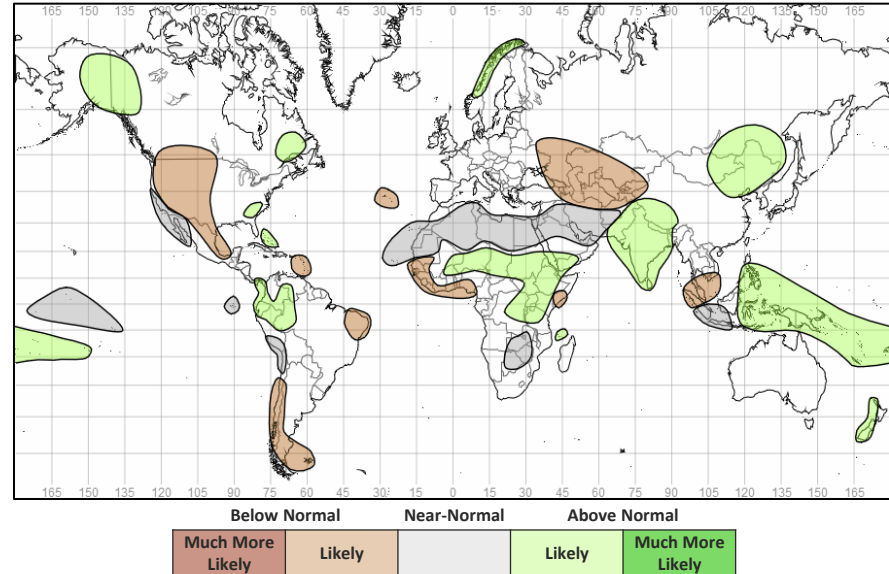 165 150 135 120 105 90 75 60 45 30 15 0 15 30 45 60 75 90 105 120 135 150 165
165 150 135 120 105 90 75 60 45 30 15 0 15 30 45 60 75 90 105 120 135 150 165
Below Normal Near-Normal Above Normal
Much More Likely Likely Much More
Likely Likely